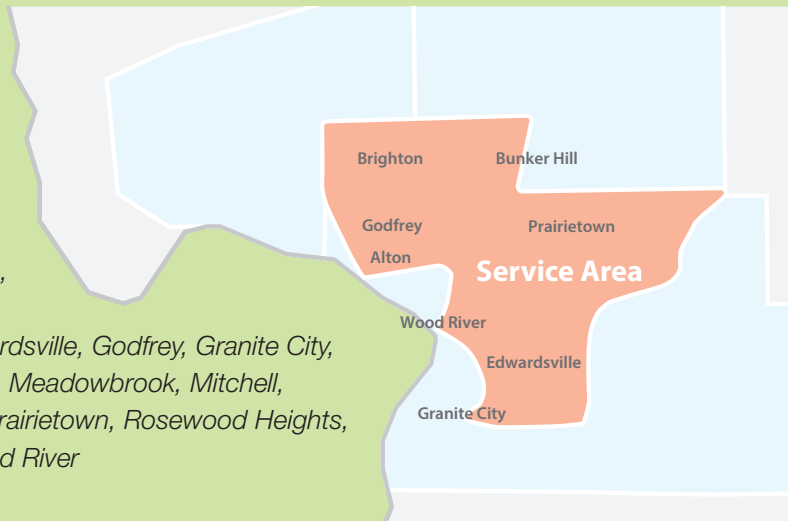 Brighton
Bunker Hill
Godfrey
Prairietown
Alton
Service Area
,
Wood River
rdsville, Godfrey, Granite City,
Edwardsville
Meadowbrook, Mitchell,
Granite City
rairietown, Rosewood Heights,
d River